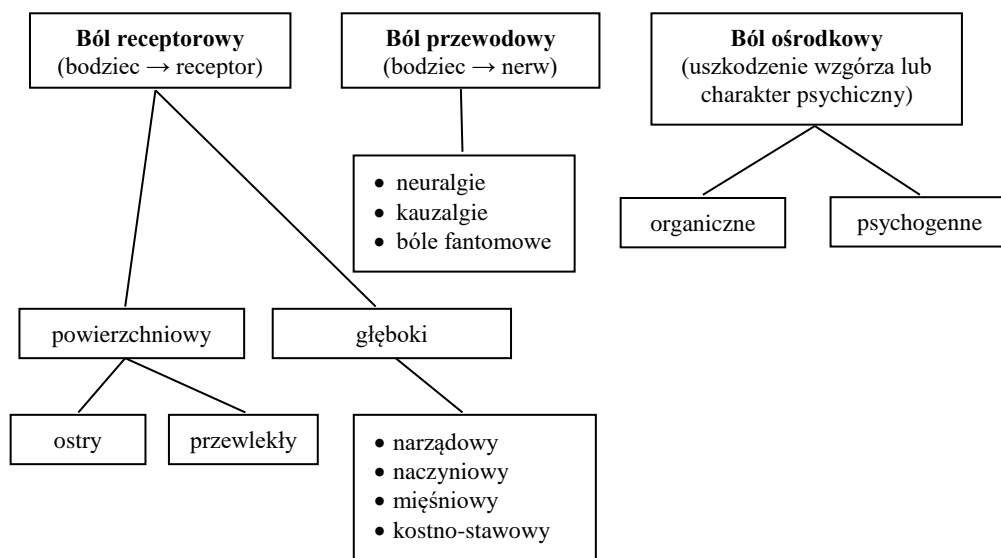 Ból receptorowy
(bodziec → receptor)
Ból przewodowy
(bodziec → nerw)
Ból ośrodkowy
(uszkodzenie wzgórza lub
charakter psychiczny)
• neuralgie
• kauzalgie
• bóle fantomowe
organiczne
psychogenne
powierzchniowy
głęboki
ostry
przewlekły
• narządowy
• naczyniowy
• mięśniowy
• kostno-stawowy